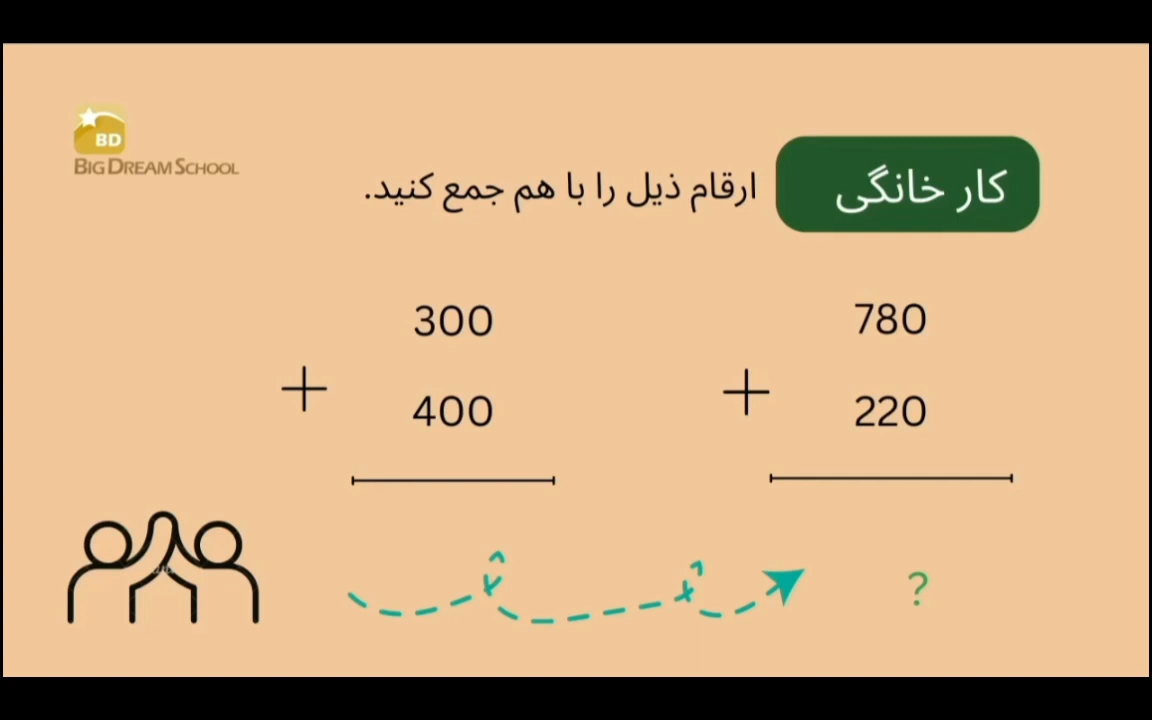 BD
BIG DREAM SCHOOL
کار خانگی
ارقام ذیل را با هم جمع کنید.
780
+
220
300
+
400
?